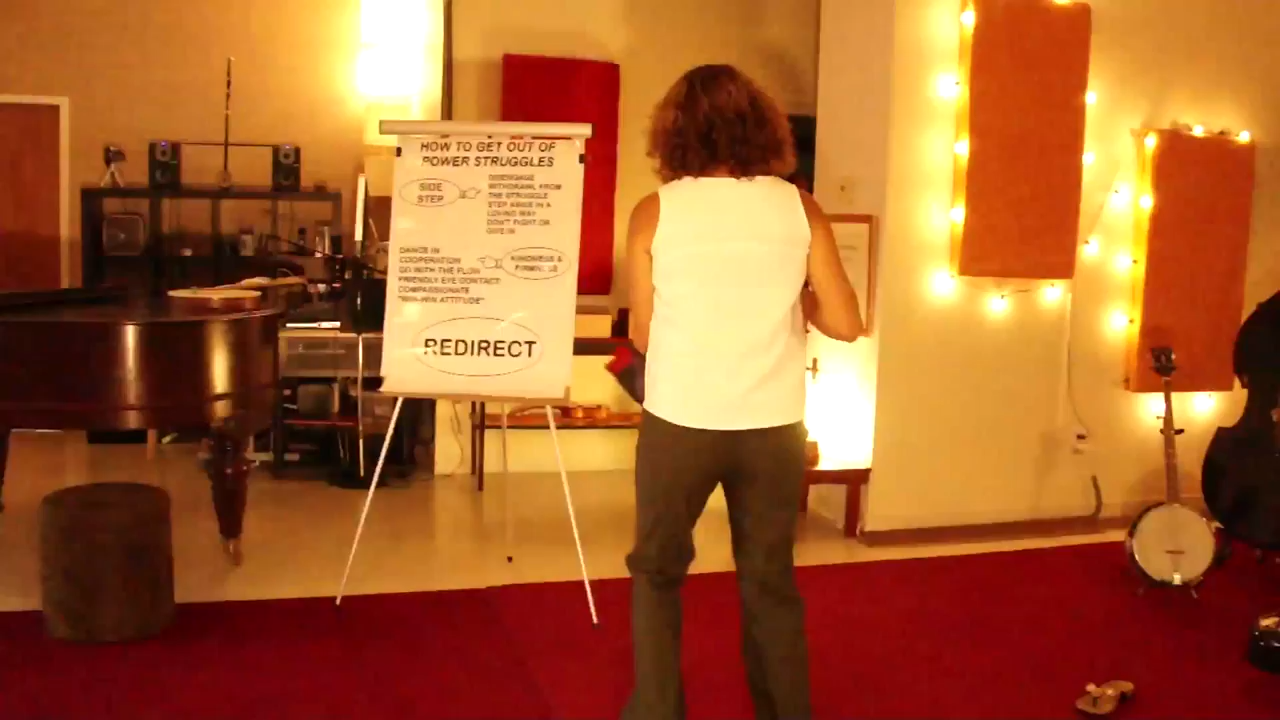 HOW TO GET OUT OF
POWER STRUGGLES
SIDE
STEP
DISENGAGE
WITHDRAWL FROM
THE STRUGGLE
STEP ASIDE IN A
LOVING WAY
DON'T FIGHT OR
GIVE IN
DANCE IN
COOPERATION
GO WITH THE FLOW
FRIENDLY EYE CONTACT
COMPASSIONATE
"WIN-WIN ATTITUDE"
KINDNESS &
FIRMNESS
REDIRECT